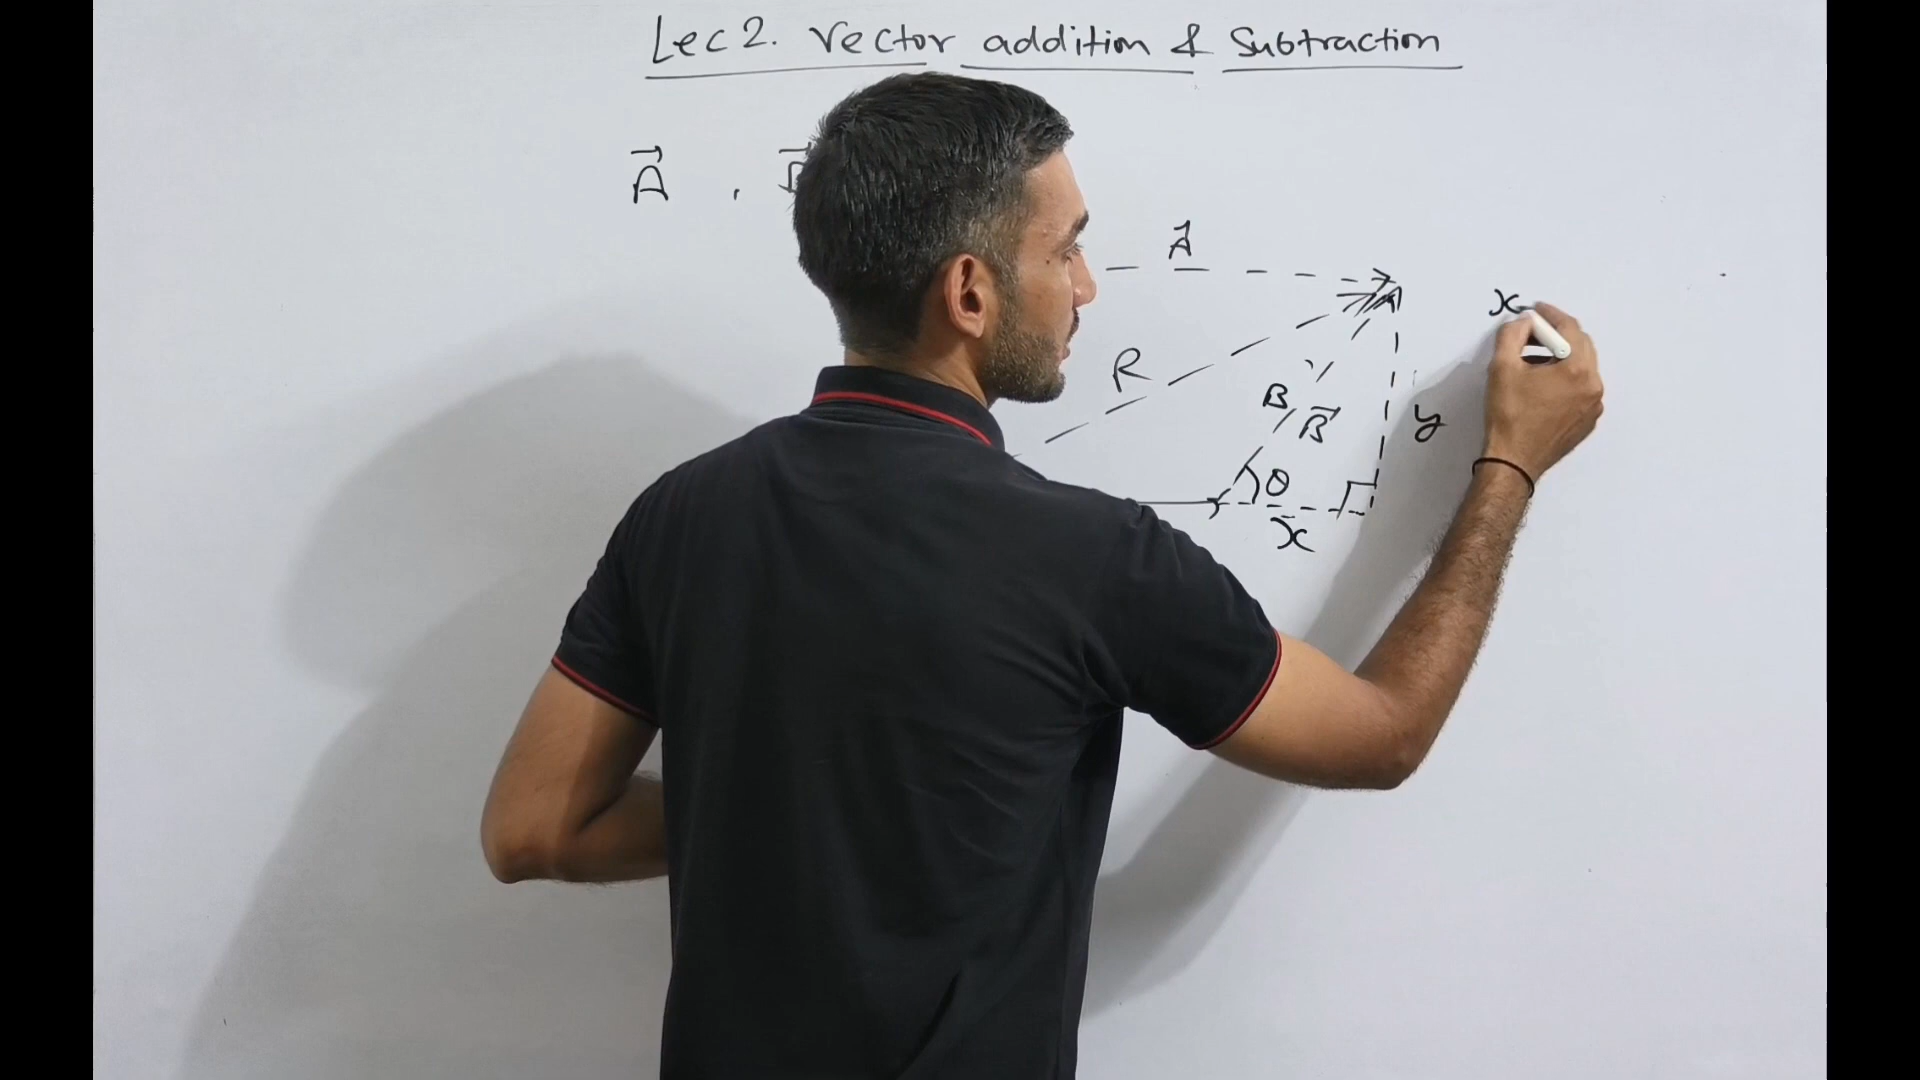 Lec 2. Vector addition & Subtraction
A⃗ ,
A⃗
x
R
B
B⃗
y
θ
x